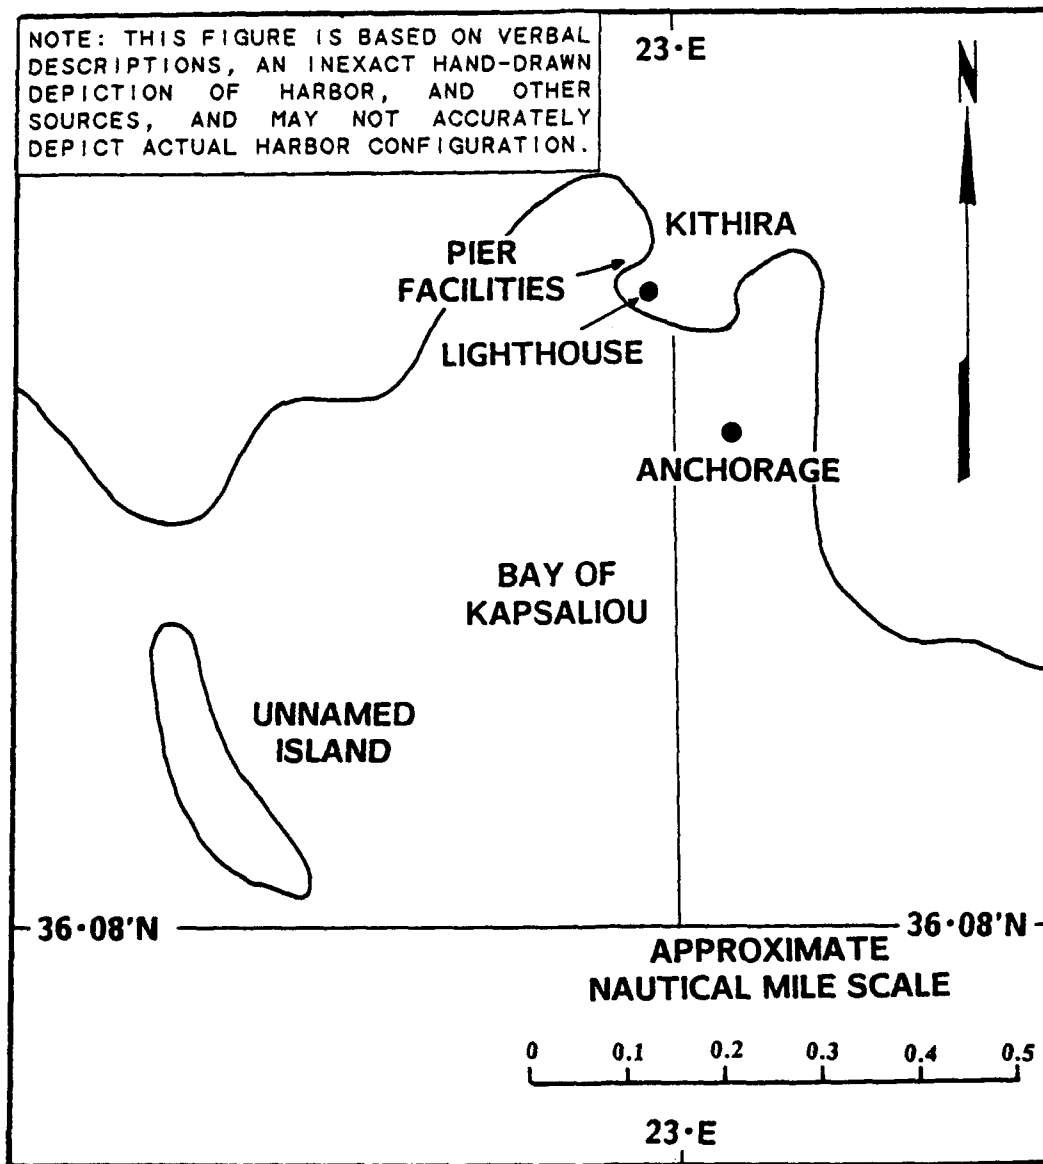 NOTE: THIS FIGURE IS BASED ON VERBAL
DESCRIPTIONS, AN INEXACT HAND-DRAWN
DEPICTION OF HARBOR, AND OTHER
SOURCES, AND MAY NOT ACCURATELY
DEPICT ACTUAL HARBOR CONFIGURATION.
23·E
N
KITHIRA
PIER
FACILITIES
LIGHTHOUSE
ANCHORAGE
BAY OF
KAPSALIOU
UNNAMED
ISLAND
36·08'N
36·08'N
APPROXIMATE
NAUTICAL MILE SCALE
0 0.1 0.2 0.3 0.4 0.5
23·E